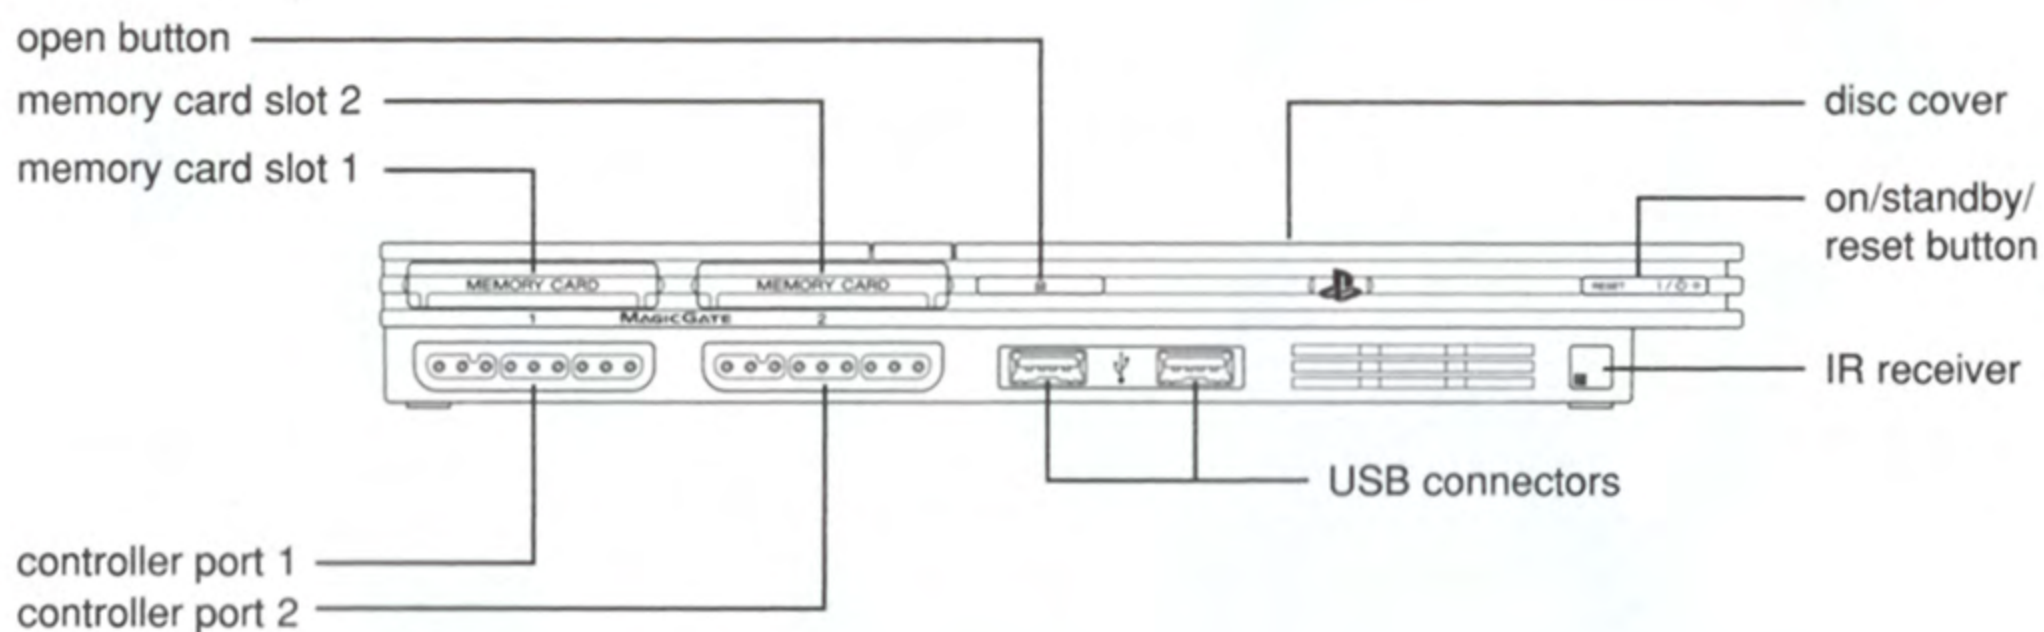 open button
memory card slot 2
memory card slot 1
disc cover
on/standby/
reset button
MEMORY CARD
MEMORY CARD
RESET
1
MAGICGATE
2
IR receiver
USB connectors
controller port 1
controller port 2